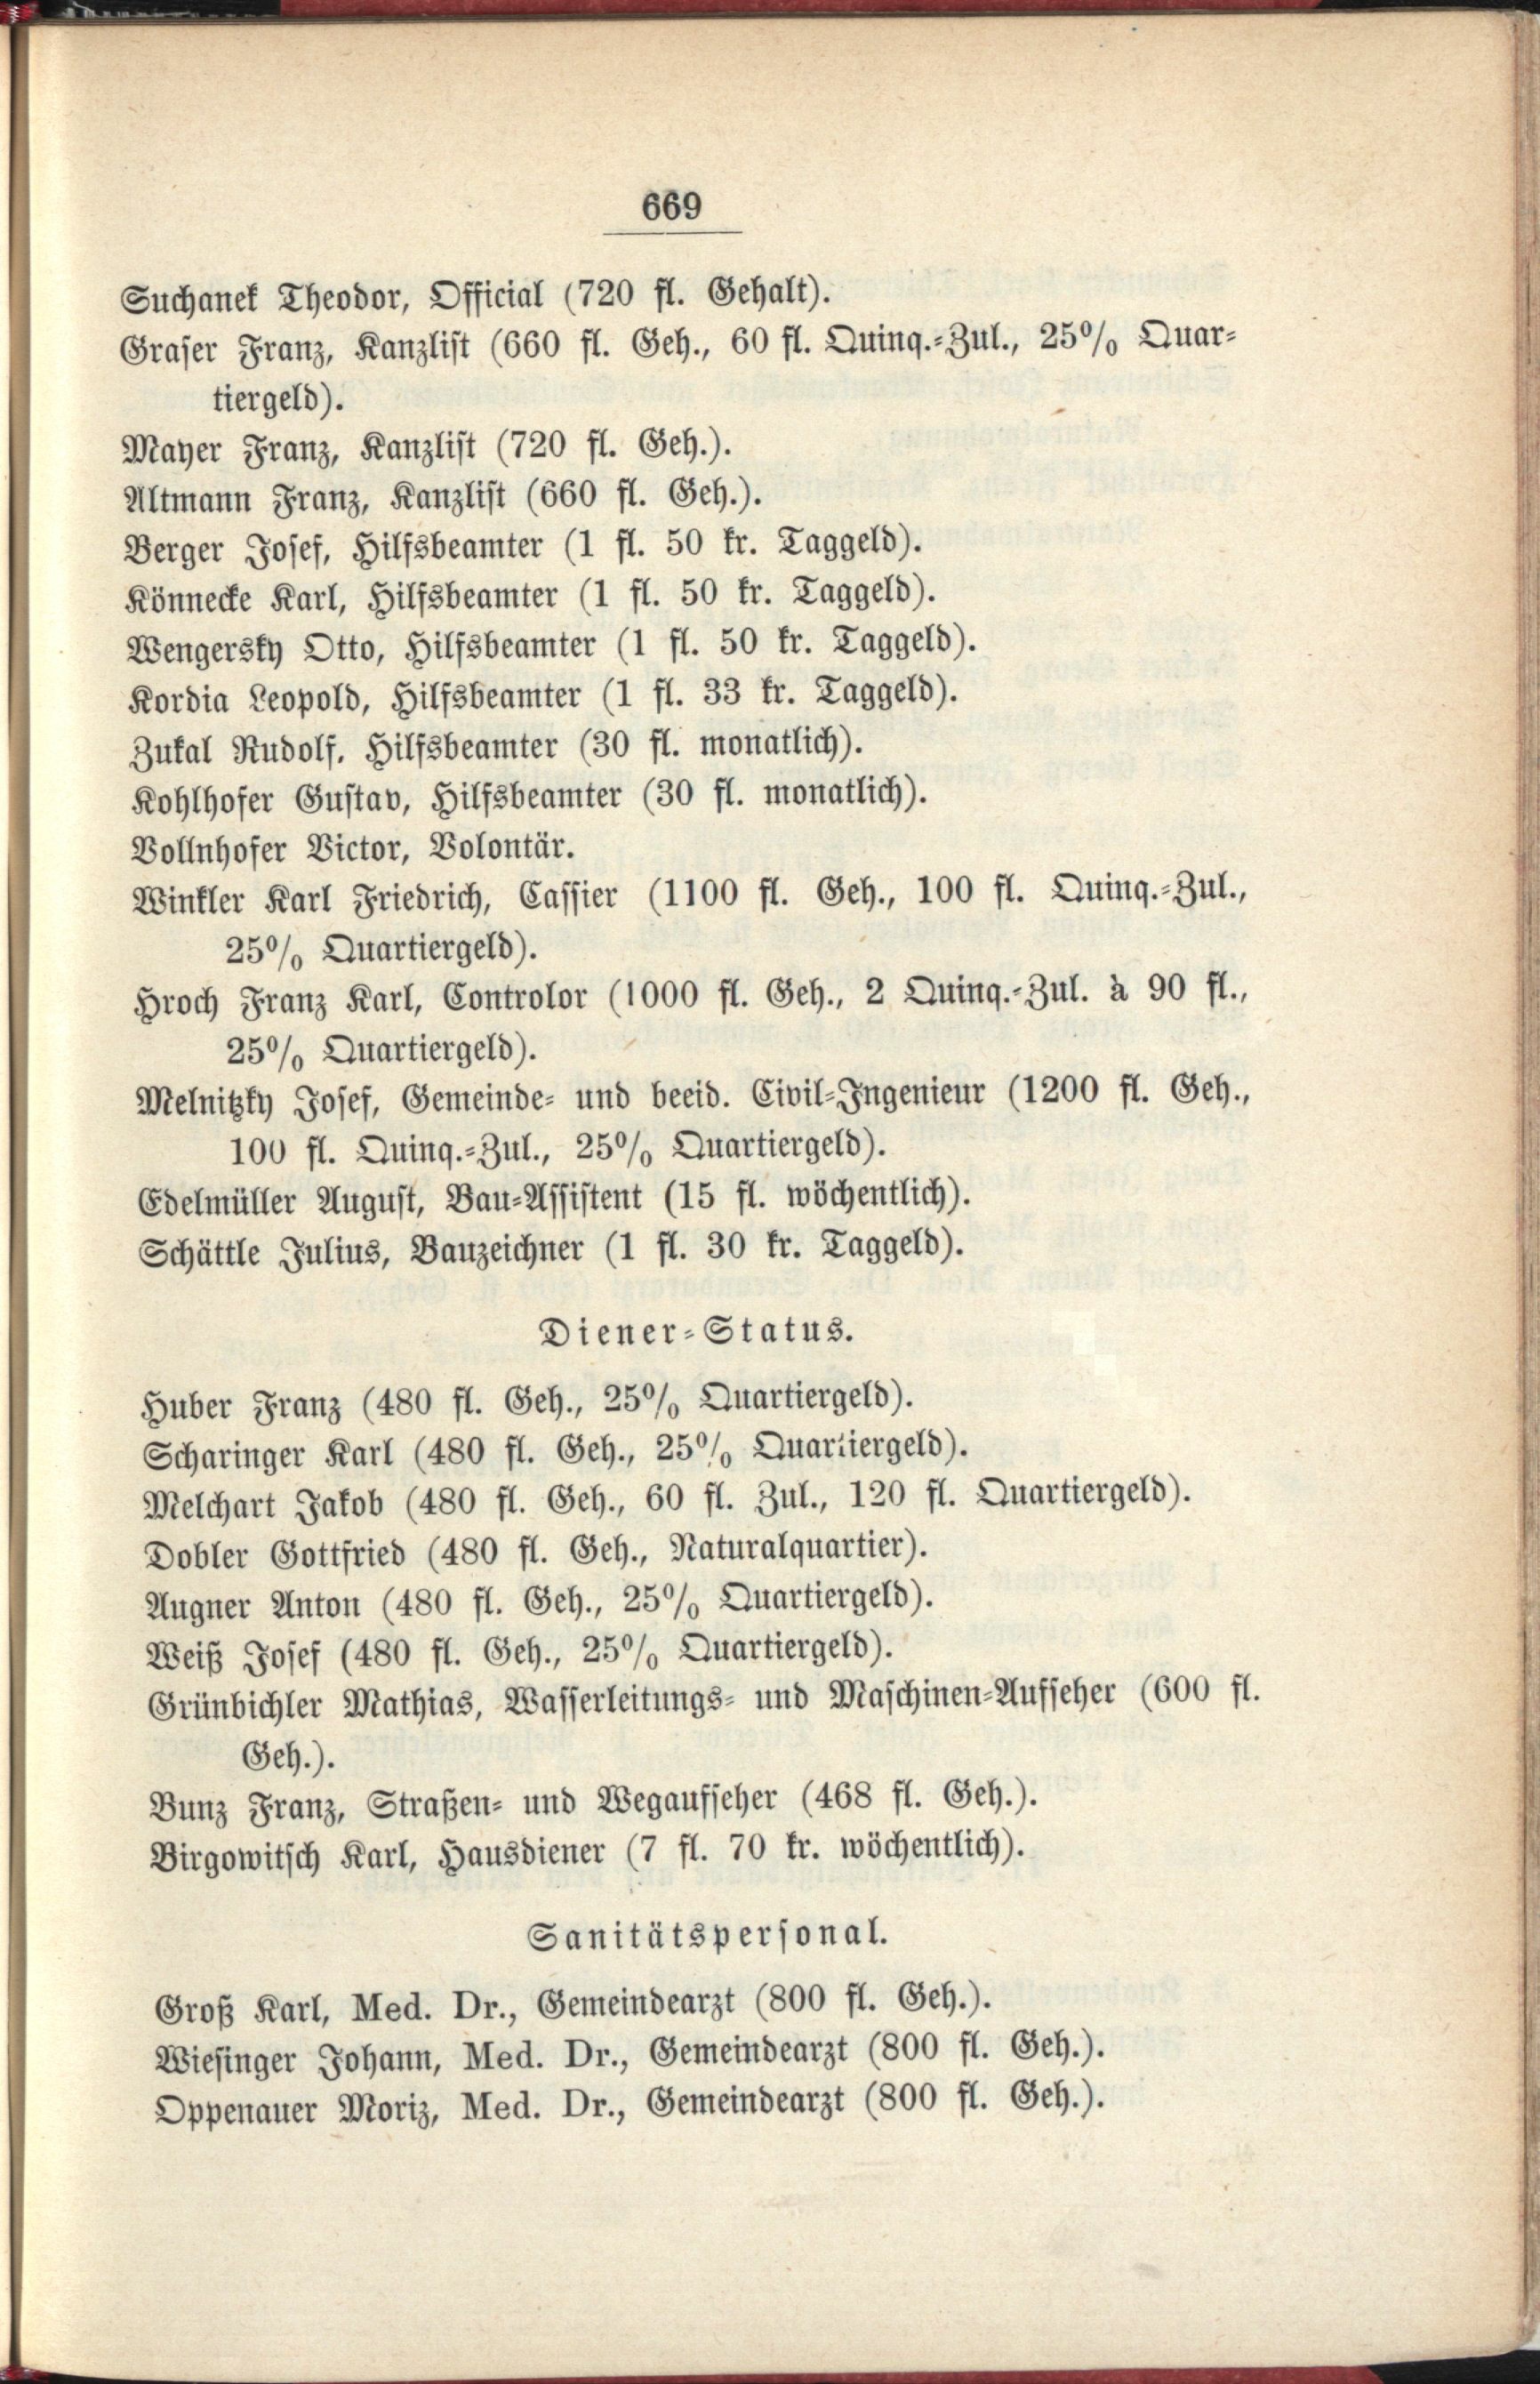 669
Suchanek Theodor, Official (720 fl. Gehalt).
Graser Franz, Kanzlist (660 fl. Geh., 60 fl. Quinq.-Zul., 25% Quar-
tiergeld).
Mayer Franz, Kanzlist (720 fl. Geh.).
Altmann Franz, Kanzlist (660 fl. Geh.).
Berger Josef, Hilfsbeamter (1 fl. 50 kr. Taggeld).
Könnecke Karl, Hilfsbeamter (1 fl. 50 kr. Taggeld).
Wengersky Otto, Hilfsbeamter (1 fl. 50 kr. Taggeld).
Kordia Leopold, Hilfsbeamter (1 fl. 33 kr. Taggeld).
Zukal Rudolf, Hilfsbeamter (30 fl. monatlich).
Kohlhofer Gustav, Hilfsbeamter (30 fl. monatlich).
Vollnhofer Victor, Volontär.
Winkler Karl Friedrich, Cassier (1100 fl. Geh., 100 fl. Quinq.-Zul.,
25% Quartiergeld).
Hroch Franz Karl, Controlor (1000 fl. Geh., 2 Quinq.-Zul. à 90 fl.,
25% Quartiergeld).
Melnitzky Josef, Gemeinde- und beeid. Civil-Ingenieur (1200 fl. Geh.,
100 fl. Quinq.-Zul., 25% Quartiergeld).
Edelmüller August, Bau-Assistent (15 fl. wöchentlich).
Schättle Julius, Bauzeichner (1 fl. 30 kr. Taggeld).
Diener-Status.
Huber Franz (480 fl. Geh., 25% Quartiergeld).
Scharinger Karl (480 fl. Geh., 25% Quartiergeld).
Melchart Jakob (480 fl. Geh., 60 fl. Zul., 120 fl. Quartiergeld).
Dobler Gottfried (480 fl. Geh., Naturalquartier).
Augner Anton (480 fl. Geh., 25% Quartiergeld).
Weiß Josef (480 fl. Geh., 25% Quartiergeld).
Grünbichler Mathias, Wasserleitungs- und Maschinen-Aufseher (600 fl.
Geh.).
Bunz Franz, Straßen- und Wegaufseher (468 fl. Geh.).
Birgowitsch Karl, Hausdiener (7 fl. 70 kr. wöchentlich).
Sanitätspersonal.
Groß Karl, Med. Dr., Gemeindearzt (800 fl. Geh.).
Wiesinger Johann, Med. Dr., Gemeindearzt (800 fl. Geh.).
Oppenauer Moriz, Med. Dr., Gemeindearzt (800 fl. Geh.).